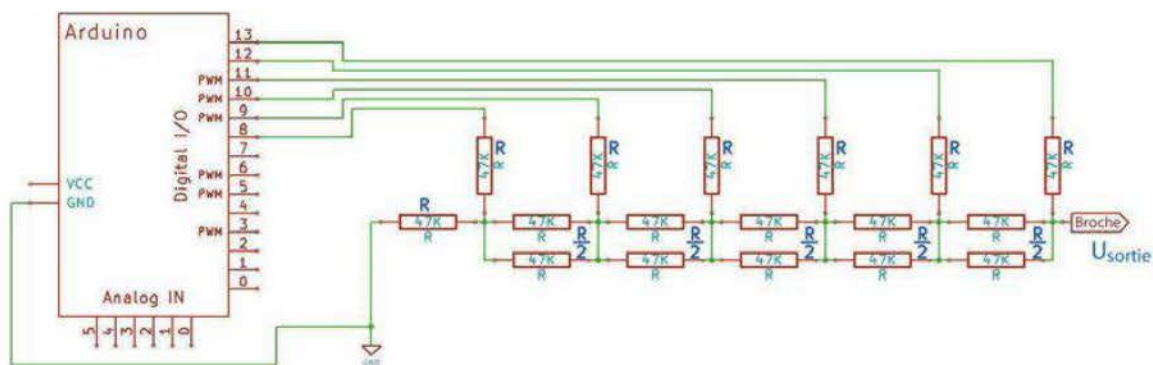 Arduino
13
12
PWM 11
PWM 10
PWM 9
8
7
PWM 6
PWM 5
4
PWM 3
2
1
0
Digital I/O
VCC
GND
Analog IN
5 4 3 2 1 0
R R R R R R
47K 47K 47K 47K 47K 47K
R R R R R R
R
47K 47K 47K 47K 47K 47K
R R R R R R
R/2 R/2 R/2 R/2 R/2
47K 47K 47K 47K 47K
R R R R R
Broche
Usortie
GND